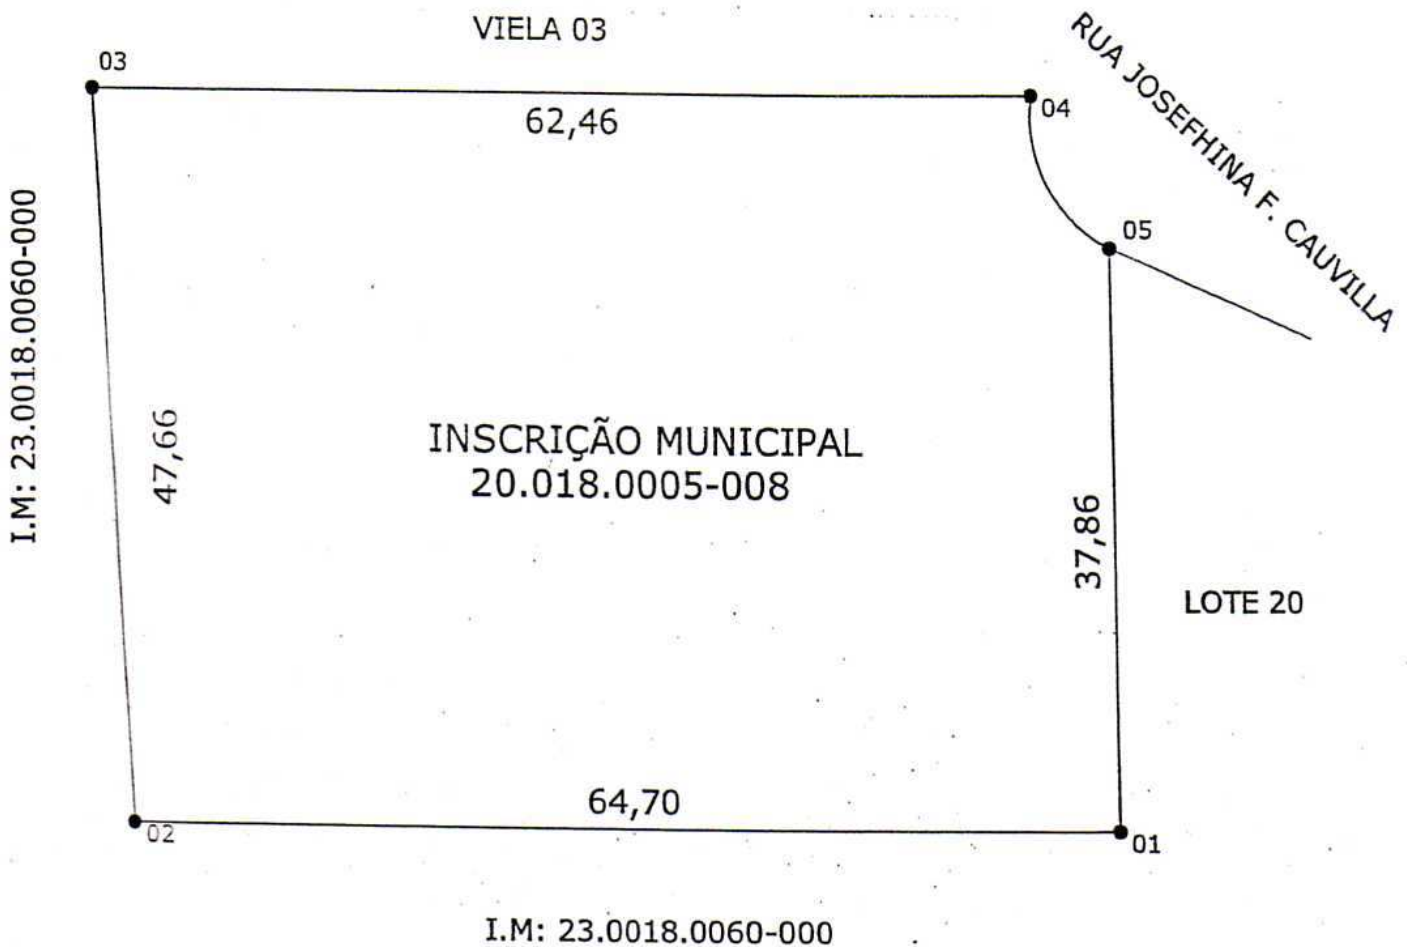 VIELA 03
RUA JOSEFHINA F. CAUVILLA
03
04
62,46
05
I.M: 23.0018.0060-000
47,66
INSCRIÇÃO MUNICIPAL
20.018.0005-008
37,86
LOTE 20
64,70
02
01
I.M: 23.0018.0060-000